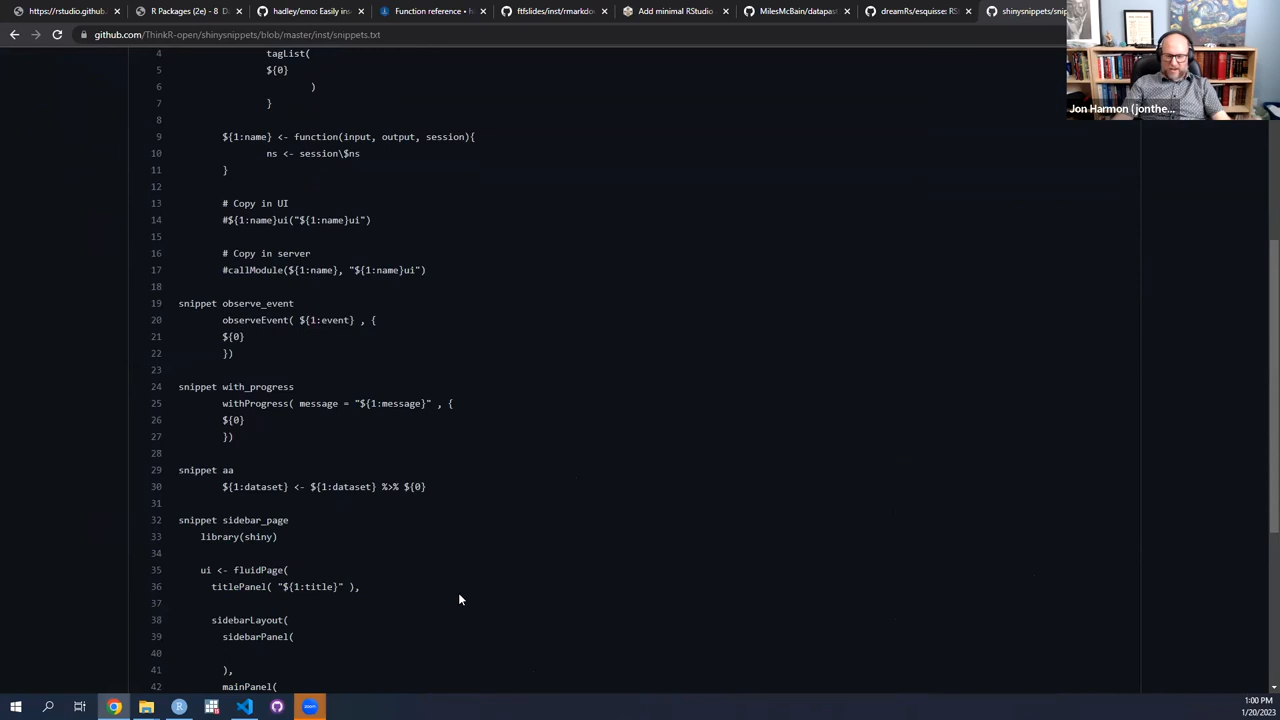 https://rstudio.github.
R Packages (2e) - 8 D
hadley/emo: Easily in
Function reference •
ftfslides/inst/markdo
Add minimal RStudi
MilesMcBain/datapast
dreamRs/esquisse: RS
shinysnippets/snip
github.com/ThinkR-open/shinysnippets/blob/master/inst/snippets.txt
Jon Harmon (jonthe...
4 tagList(
5 ${0}
6 )
7 }
8
9 ${1:name} <- function(input, output, session){
10 ns <- session\$ns
11 }
12
13 # Copy in UI
14 #${1:name}ui("${1:name}ui")
15
16 # Copy in server
17 #callModule(${1:name}, "${1:name}ui")
18
19 snippet observe_event
20 observeEvent( ${1:event} , {
21 ${0}
22 })
23
24 snippet with_progress
25 withProgress( message = "${1:message}" , {
26 ${0}
27 })
28
29 snippet aa
30 ${1:dataset} <- ${1:dataset} %>% ${0}
31
32 snippet sidebar_page
33 library(shiny)
34
35 ui <- fluidPage(
36 titlePanel( "${1:title}" ),
37
38 sidebarLayout(
39 sidebarPanel(
40
41 ),
42 mainPanel(
zoom
1:00 PM
1/20/2023